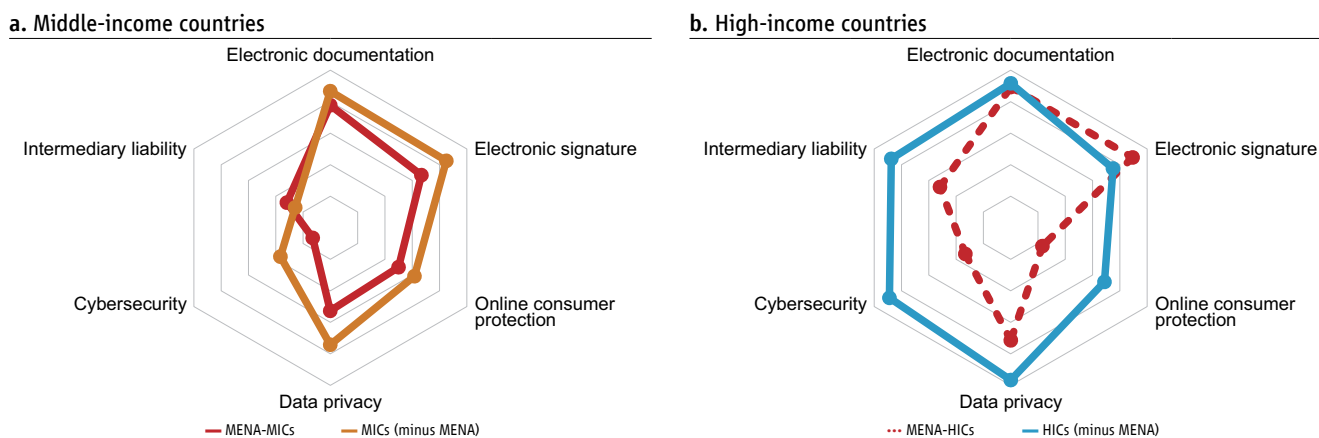 a. Middle-income countries
Electronic documentation
Intermediary liability
Electronic signature
Cybersecurity
Online consumer
protection
Data privacy
MENA-MICs
MICs (minus MENA)
b. High-income countries
Electronic documentation
Intermediary liability
Electronic signature
Cybersecurity
Online consumer
protection
Data privacy
MENA-HICs
HICs (minus MENA)